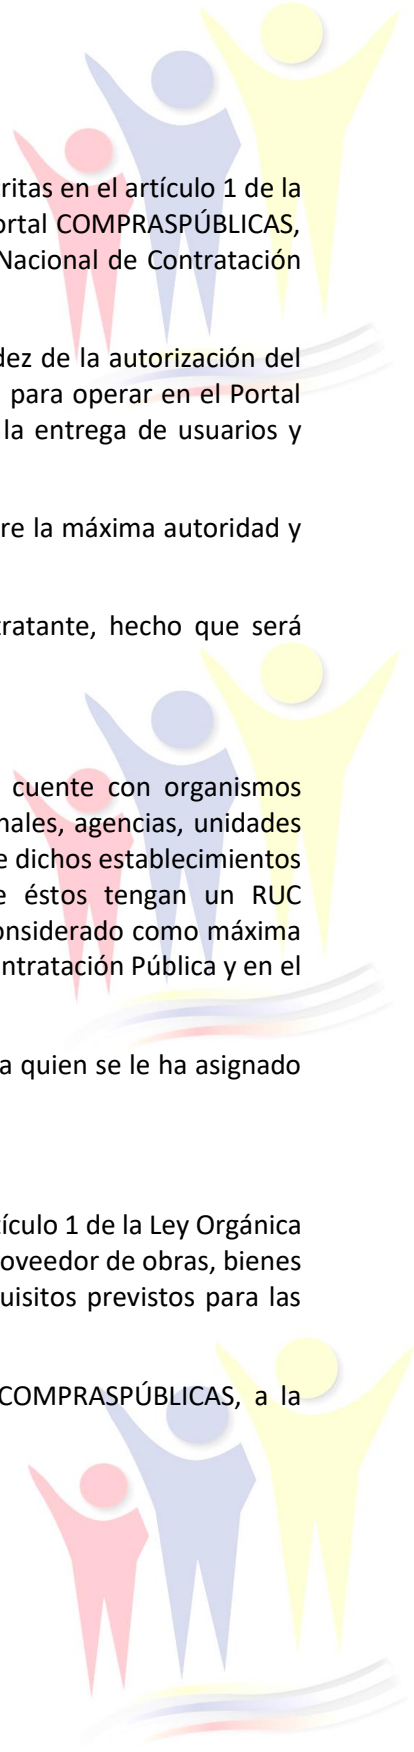 ritas en el artículo 1 de la
ortal COMPRASPÚBLICAS,
Nacional de Contratación
dez de la autorización del
para operar en el Portal
la entrega de usuarios y
re la máxima autoridad y
tratante, hecho que será
cuente con organismos
nales, agencias, unidades
e dichos establecimientos
e éstos tengan un RUC
onsiderado como máxima
ontratación Pública y en el
a quien se le ha asignado
tículo 1 de la Ley Orgánica
oveedor de obras, bienes
uisitos previstos para las
COMPRASPÚBLICAS, a la